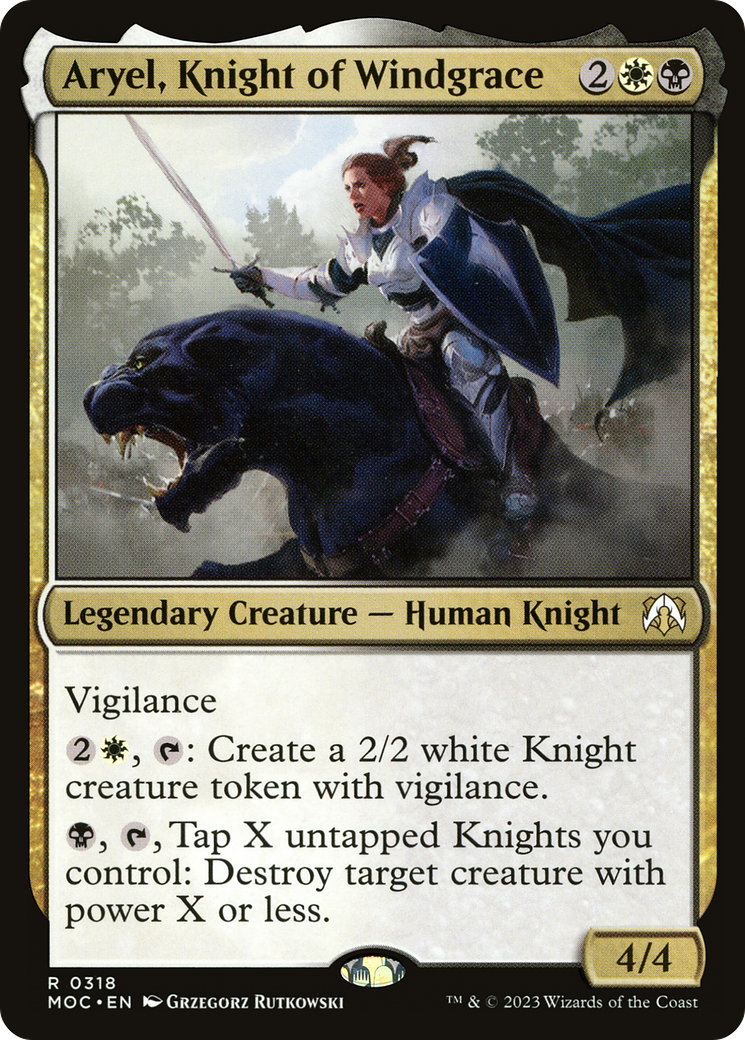 Aryel, Knight of Windgrace 2
Legendary Creature — Human Knight
Vigilance
2, : Create a 2/2 white Knight
creature token with vigilance.
, , Tap X untapped Knights you
control: Destroy target creature with
power X or less.
4/4
R 0318
MOC • EN Grzegorz Rutkowski
™ & © 2023 Wizards of the Coast